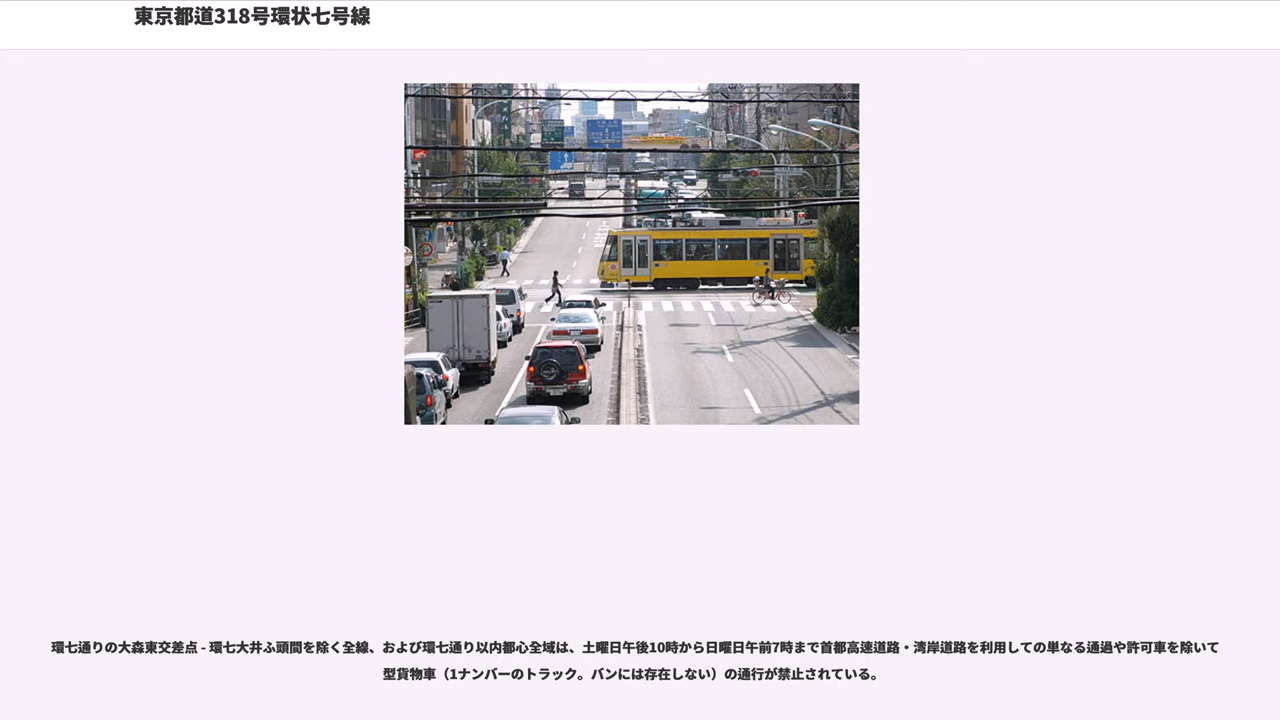 東京都道318号環状七号線
環七通りの大森東交差点 - 環七大井ふ頭間を除く全線、および環七通り以内都心全域は、土曜日午後10時から日曜日午前7時まで首都高速道路・湾岸道路を利用しての単なる通過や許可車を除いて
型貨物車（1ナンバーのトラック。バンには存在しない）の通行が禁止されている。